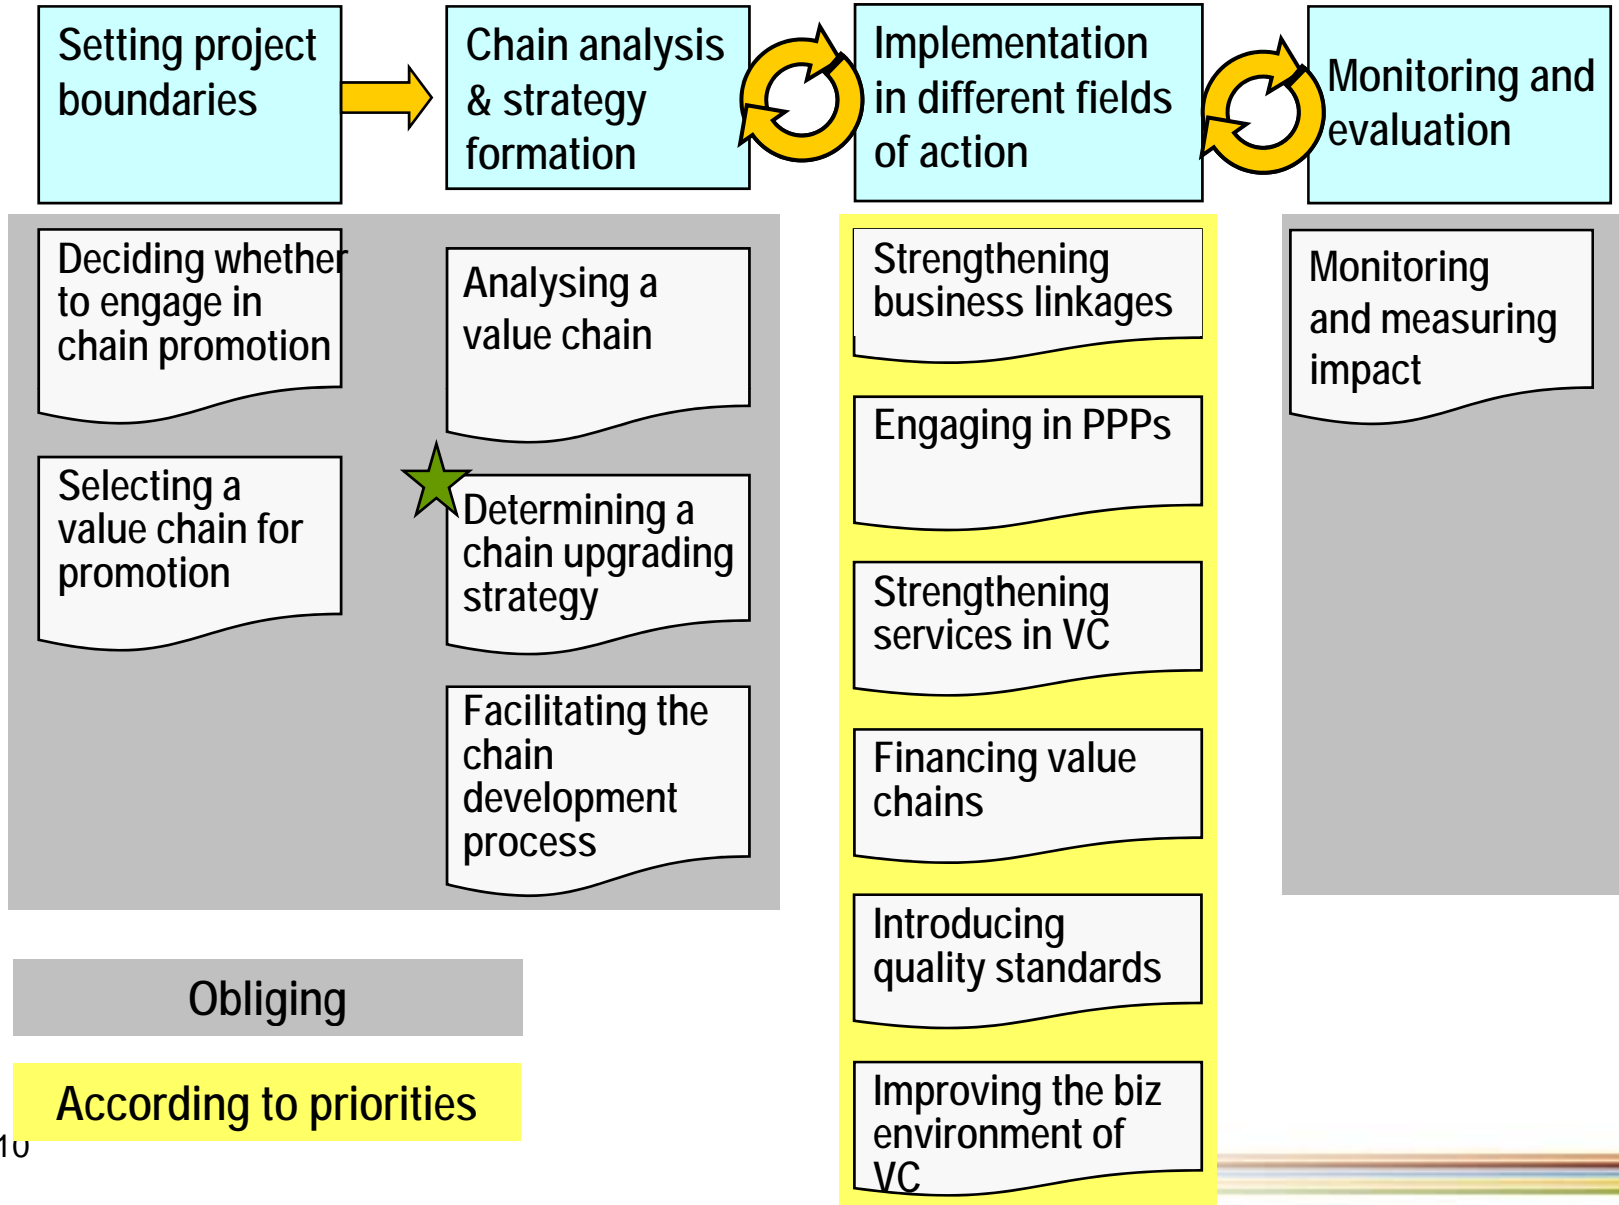 Setting project
boundaries
Chain analysis
& strategy
formation
Implementation
in different fields
of action
Monitoring and
evaluation
Deciding whether
to engage in
chain promotion
Selecting a
value chain for
promotion
Analysing a
value chain
Determining a
chain upgrading
strategy
Facilitating the
chain
development
process
Strengthening
business linkages
Engaging in PPPs
Strengthening
services in VC
Financing value
chains
Introducing
quality standards
Improving the biz
environment of
VC
Monitoring
and measuring
impact
Obliging
According to priorities
10